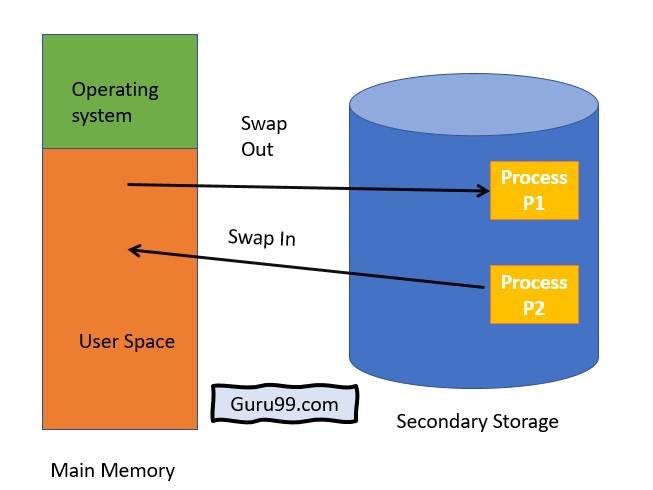 Operating
system
Swap
Out
Process
P1
Swap In
Process
P2
User Space
Guru99.com
Secondary Storage
Main Memory